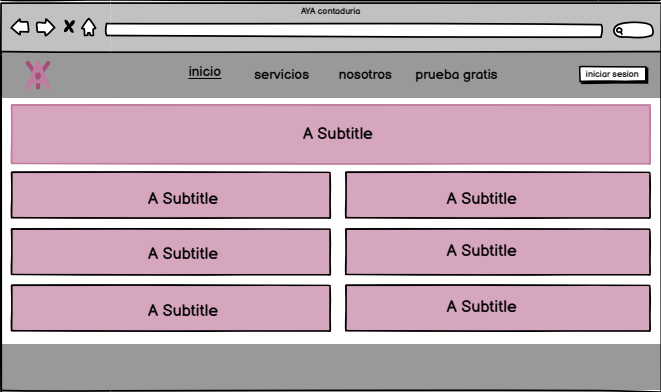 AYA contaduria
inicio servicios nosotros prueba gratis iniciar sesion
A Subtitle
A Subtitle A Subtitle
A Subtitle A Subtitle
A Subtitle A Subtitle